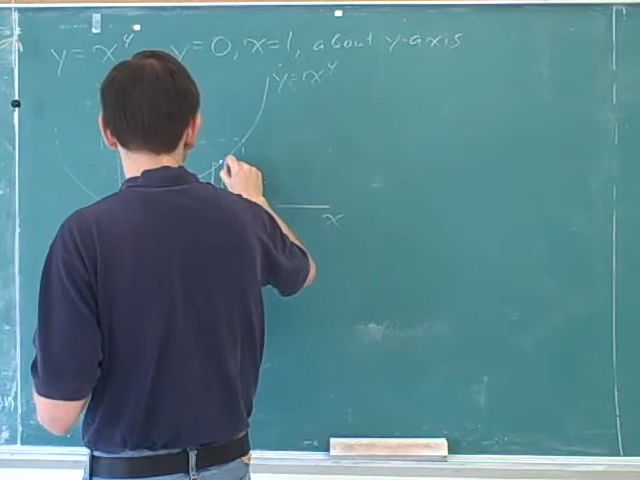 y=x⁴ y=0, x=1, about y-axis
y=x⁴
x